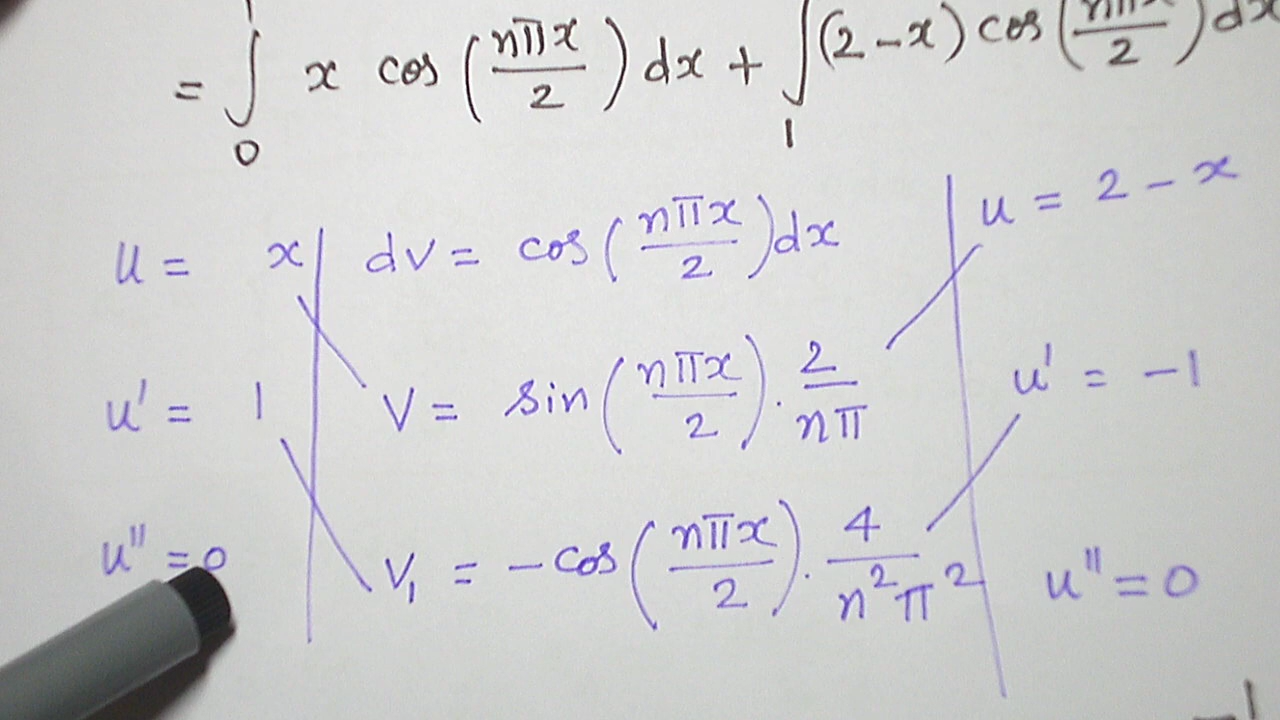 = ∫₀¹ x cos(nπx/2) dx + ∫₁ (2-x) cos(nπx/2) dx
u = x | dv = cos(nπx/2)dx | u = 2-x
u' = 1 | v = sin(nπx/2).2/nπ | u' = -1
u'' = 0 | v₁ = -cos(nπx/2).4/n²π² | u'' = 0